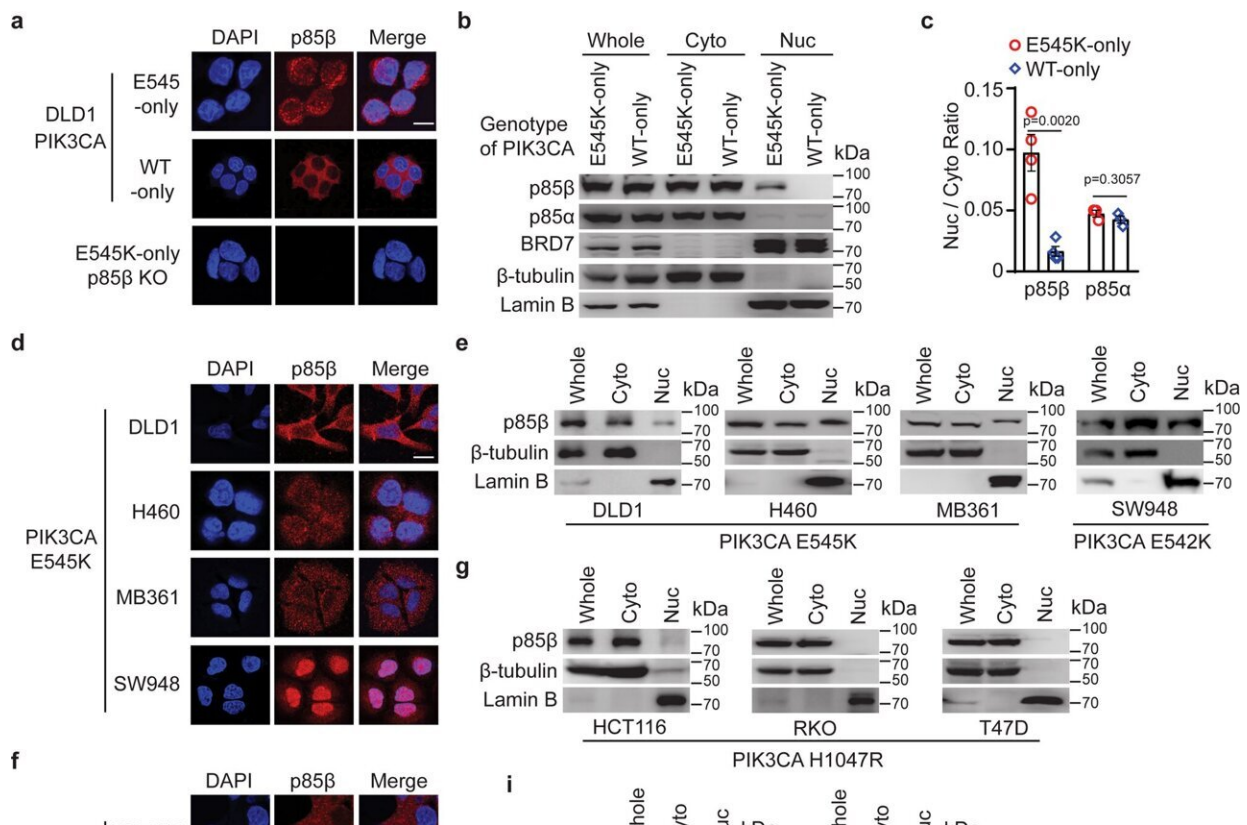 a
DAPI p85β Merge
DLD1
PIK3CA
E545
-only
WT
-only
E545K-only
p85β KO
b
Whole Cyto Nuc
Genotype
of PIK3CA
E545K-only WT-only E545K-only WT-only E545K-only WT-only
kDa
p85β
100
70
p85α
100
70
BRD7
70
β-tubulin
70
50
Lamin B
70
c
E545K-only
WT-only
Nuc / Cyto Ratio
0.15
p=0.0020
0.10
p=0.3057
0.05
0
p85β p85α
d
DAPI p85β Merge
PIK3CA
E545K
DLD1
H460
MB361
SW948
e
Whole Cyto Nuc kDa Whole Cyto Nuc kDa Whole Cyto Nuc kDa Whole Cyto Nuc kDa
p85β 100 100 100 100
70 70 70 70
β-tubulin 70 70 70 70
50 50 50 50
Lamin B 70 70 70 70
DLD1 H460 MB361 SW948
PIK3CA E545K PIK3CA E542K
g
Whole Cyto Nuc kDa Whole Cyto Nuc kDa Whole Cyto Nuc kDa
p85β 100 100 100
70 70 70
β-tubulin 70 70 70
50 50 50
Lamin B 70 70 70
HCT116 RKO T47D
PIK3CA H1047R
f
DAPI p85β Merge
i